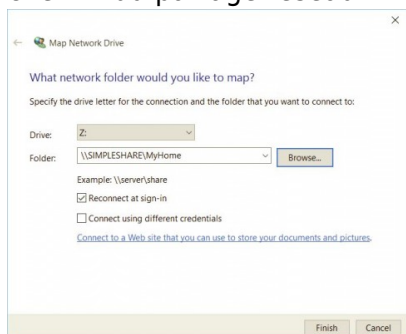 Map Network Drive
What network folder would you like to map?
Specify the drive letter for the connection and the folder that you want to connect to:
Drive: Z:
Folder: \\SIMPLESHARE\MyHome Browse...
Example: \\server\share
Reconnect at sign-in
Connect using different credentials
Connect to a Web site that you can use to store your documents and pictures.
Finish Cancel